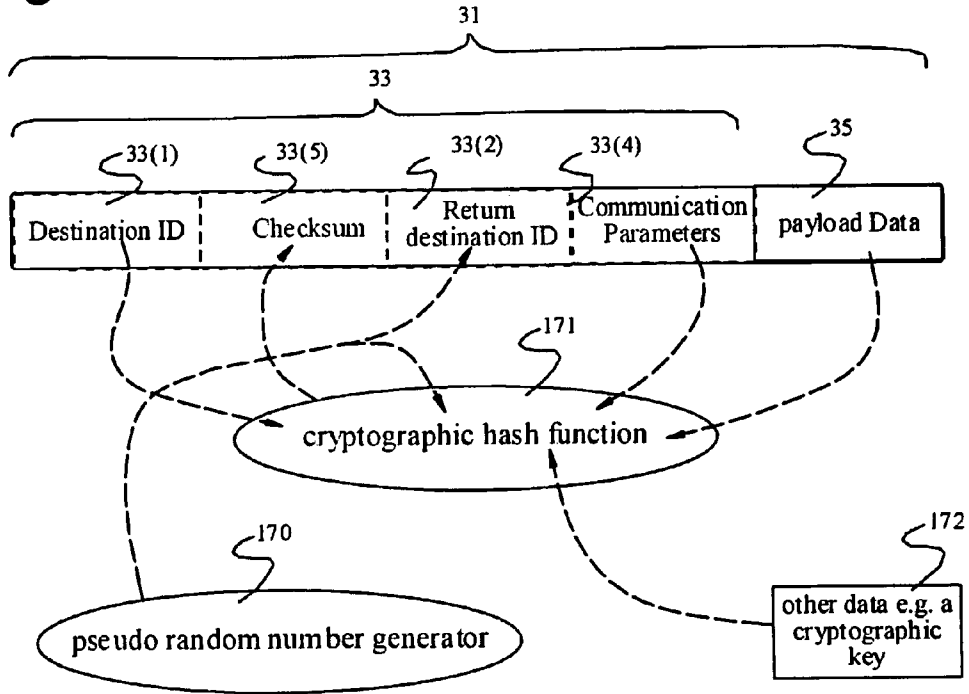 31
33
33(1)
33(5)
33(2)
33(4)
35
Destination ID
Checksum
Return
destination ID
Communication
Parameters
payload Data
171
cryptographic hash function
170
pseudo random number generator
172
other data e.g. a
cryptographic
key